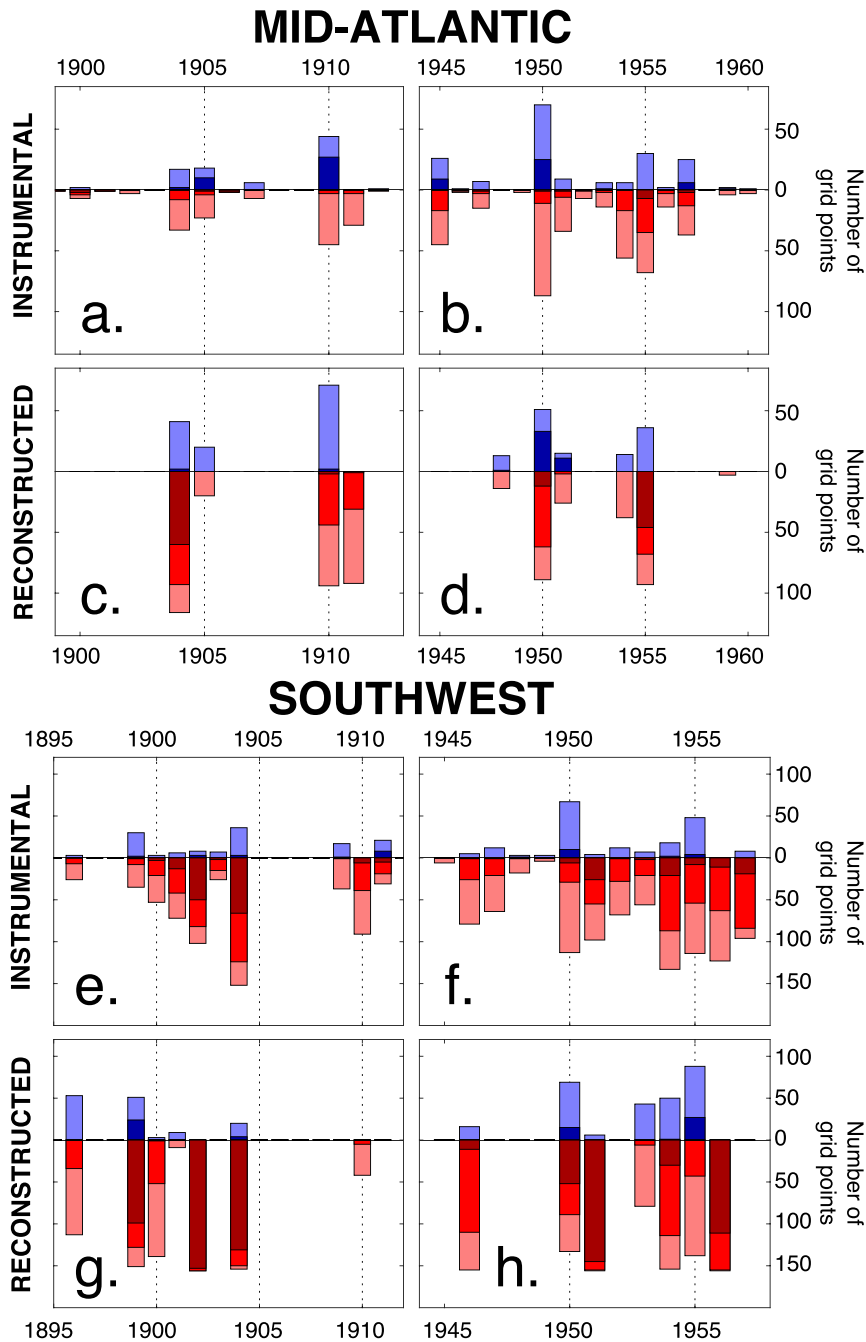 MID-ATLANTIC
1900 1905 1910 1945 1950 1955 1960
INSTRUMENTAL
a.
b.
50
0
50
100
Number of
grid points
RECONSTRUCTED
c.
d.
50
0
50
100
Number of
grid points
1900 1905 1910 1945 1950 1955 1960
SOUTHWEST
1895 1900 1905 1910 1945 1950 1955
INSTRUMENTAL
e.
f.
100
50
0
50
100
150
Number of
grid points
RECONSTRUCTED
g.
h.
100
50
0
50
100
150
Number of
grid points
1895 1900 1905 1910 1945 1950 1955